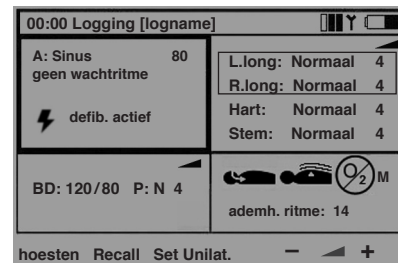 00:00 Logging [logname]
A: Sinus 80
geen wachtritme
defib. actief
L.long: Normaal 4
R.long: Normaal 4
Hart: Normaal 4
Stem: Normaal 4
BD: 120/80 P: N 4
O2 M
ademh. ritme: 14
hoesten Recall Set Unilat. − +